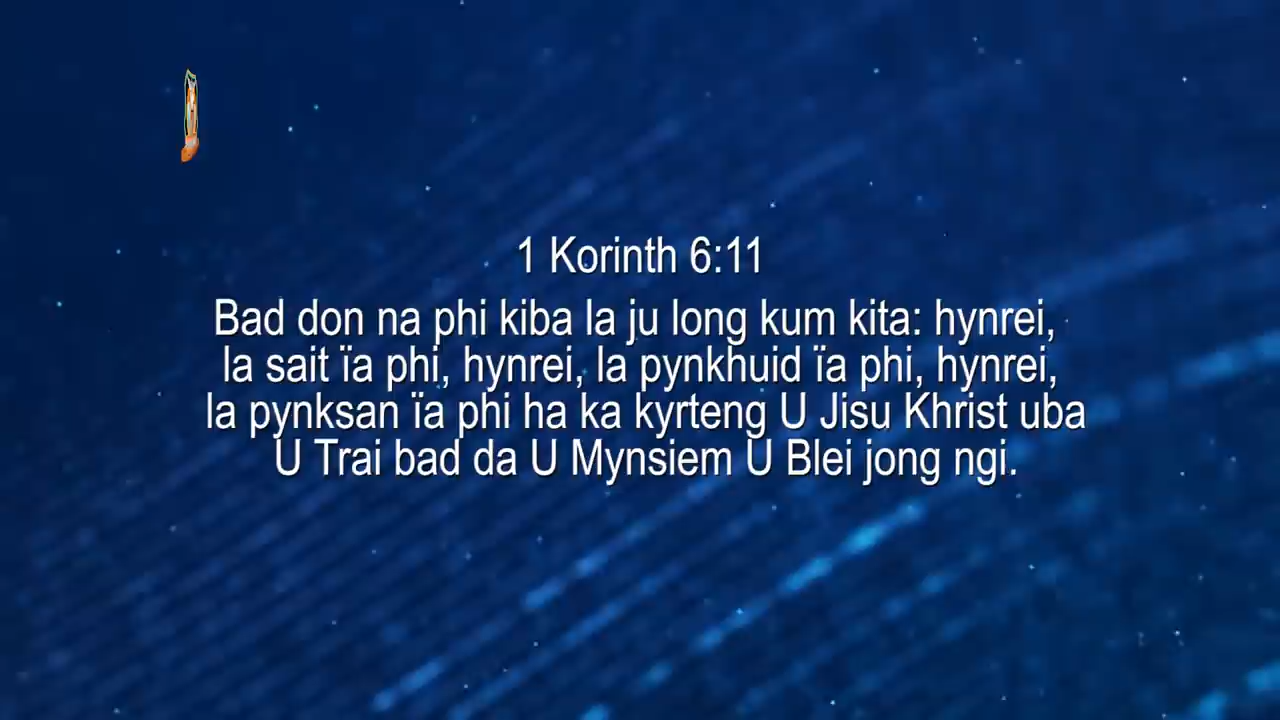 1 Korinth 6:11
Bad don na phi kiba la ju long kum kita: hynrei,
la sait ïa phi, hynrei, la pynkhuid ïa phi, hynrei,
la pynksan ïa phi ha ka kyrteng U Jisu Khrist uba
U Trai bad da U Mynsiem U Blei jong ngi.